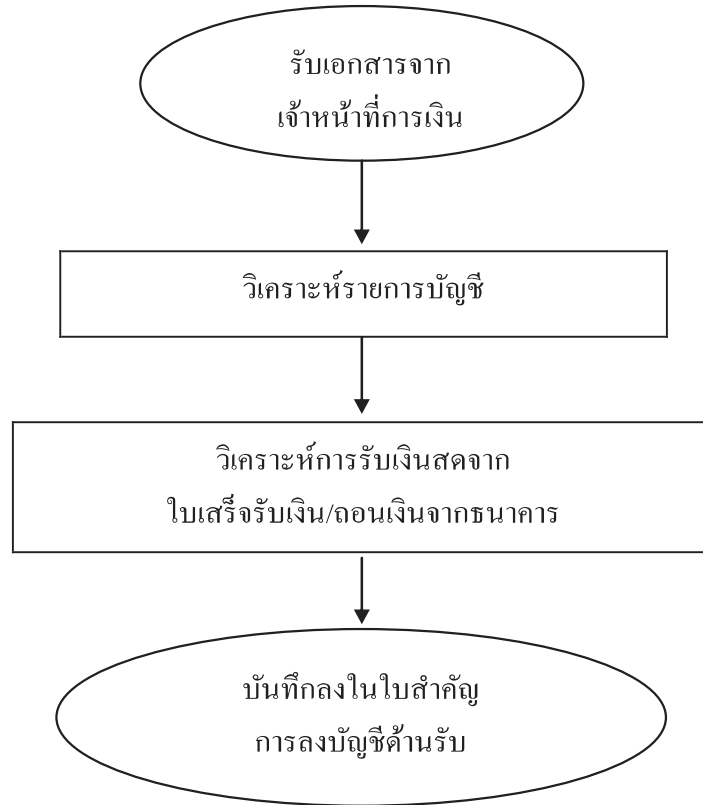 รับเอกสารจาก
เจ้าหน้าที่การเงิน
วิเคราะห์รายการบัญชี
วิเคราะห์การรับเงินสดจาก
ใบเสร็จรับเงิน/ถอนเงินจากธนาคาร
บันทึกลงในใบสำคัญ
การลงบัญชีด้านรับ